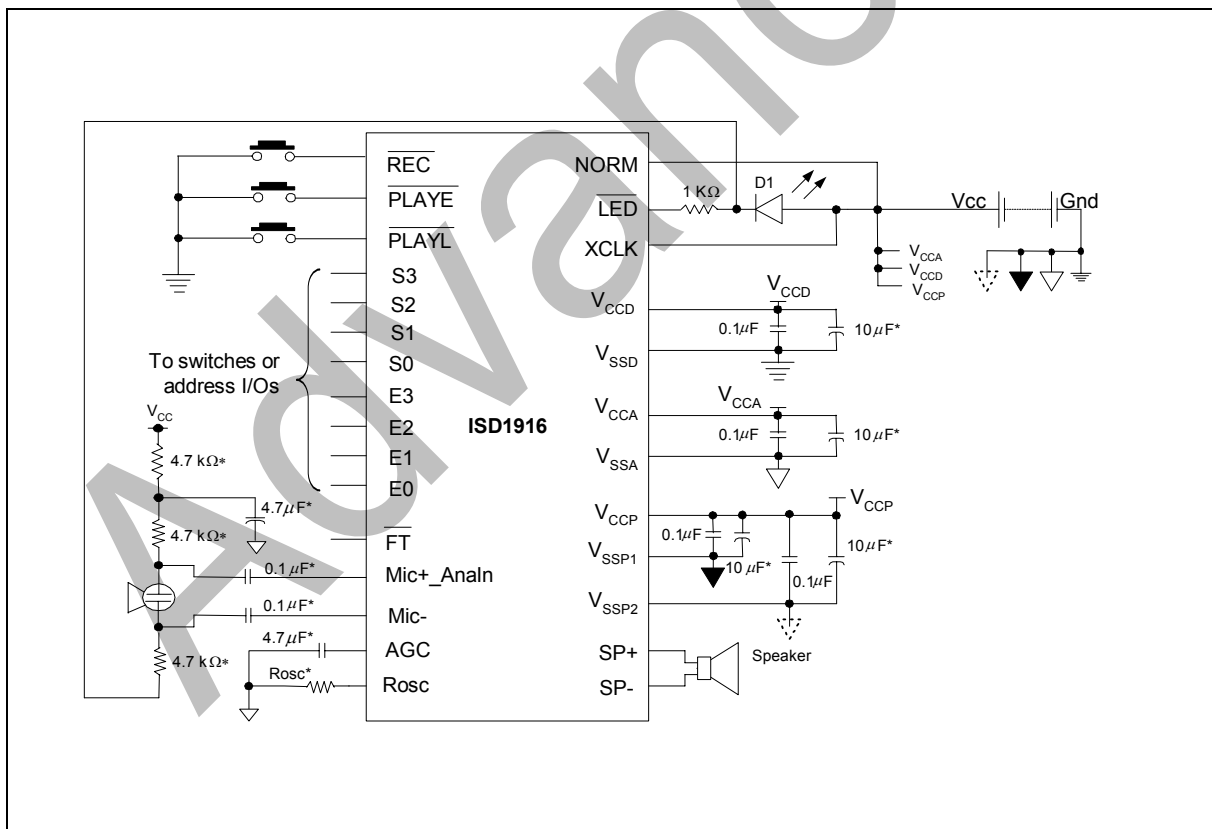 Advanc
REC
PLAYE
PLAYL
S3
S2
S1
S0
E3
E2
E1
E0
FT
Mic+_AnaIn
Mic-
AGC
Rosc
ISD1916
NORM
LED
XCLK
VCCD
VSSD
VCCA
VSSA
VCCP
VSSP1
VSSP2
SP+
SP-
To switches or
address I/Os
VCC
4.7 kΩ*
4.7μF*
4.7 kΩ*
0.1μF*
0.1μF*
4.7μF*
4.7 kΩ*
Rosc*
1 KΩ
D1
Vcc
Gnd
VCCA
VCCD
VCCP
VCCD
0.1μF
10μF*
VCCA
0.1μF
10μF*
VCCP
0.1μF
10μF*
0.1μF
10μF*
Speaker